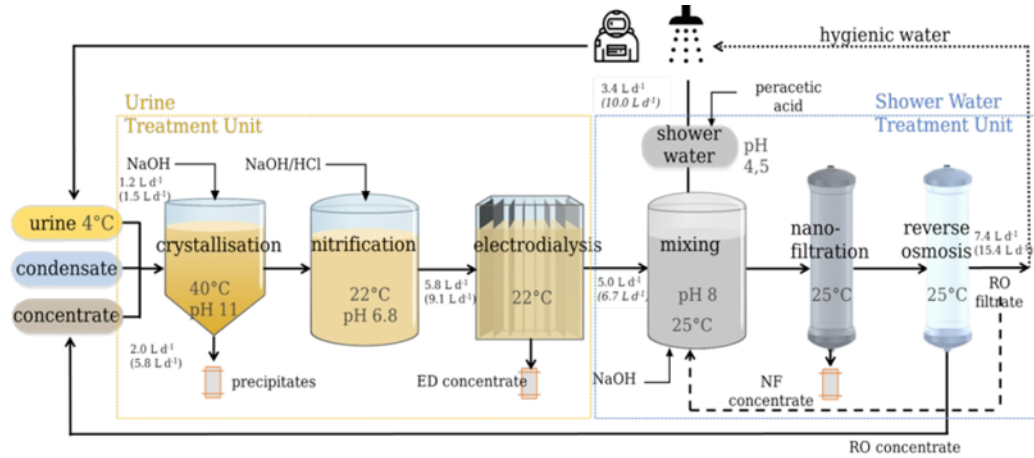 hygienic water
3.4 L d⁻¹
(10.0 L d⁻¹)
peracetic
acid
Urine
Treatment Unit
Shower Water
Treatment Unit
shower
water
pH
4,5
NaOH
1.2 L d⁻¹
(1.5 L d⁻¹)
NaOH/HCl
urine 4°C
condensate
concentrate
crystallisation
40°C
pH 11
nitrification
22°C
pH 6.8
5.8 L d⁻¹
(9.1 L d⁻¹)
electrodialysis
22°C
5.0 L d⁻¹
(6.7 L d⁻¹)
mixing
pH 8
25°C
nano-
filtration
25°C
reverse
osmosis
25°C
7.4 L d⁻¹
(15.4 L d⁻¹)
RO
filtrate
2.0 L d⁻¹
(5.8 L d⁻¹)
precipitates
ED concentrate
NaOH
NF
concentrate
RO concentrate